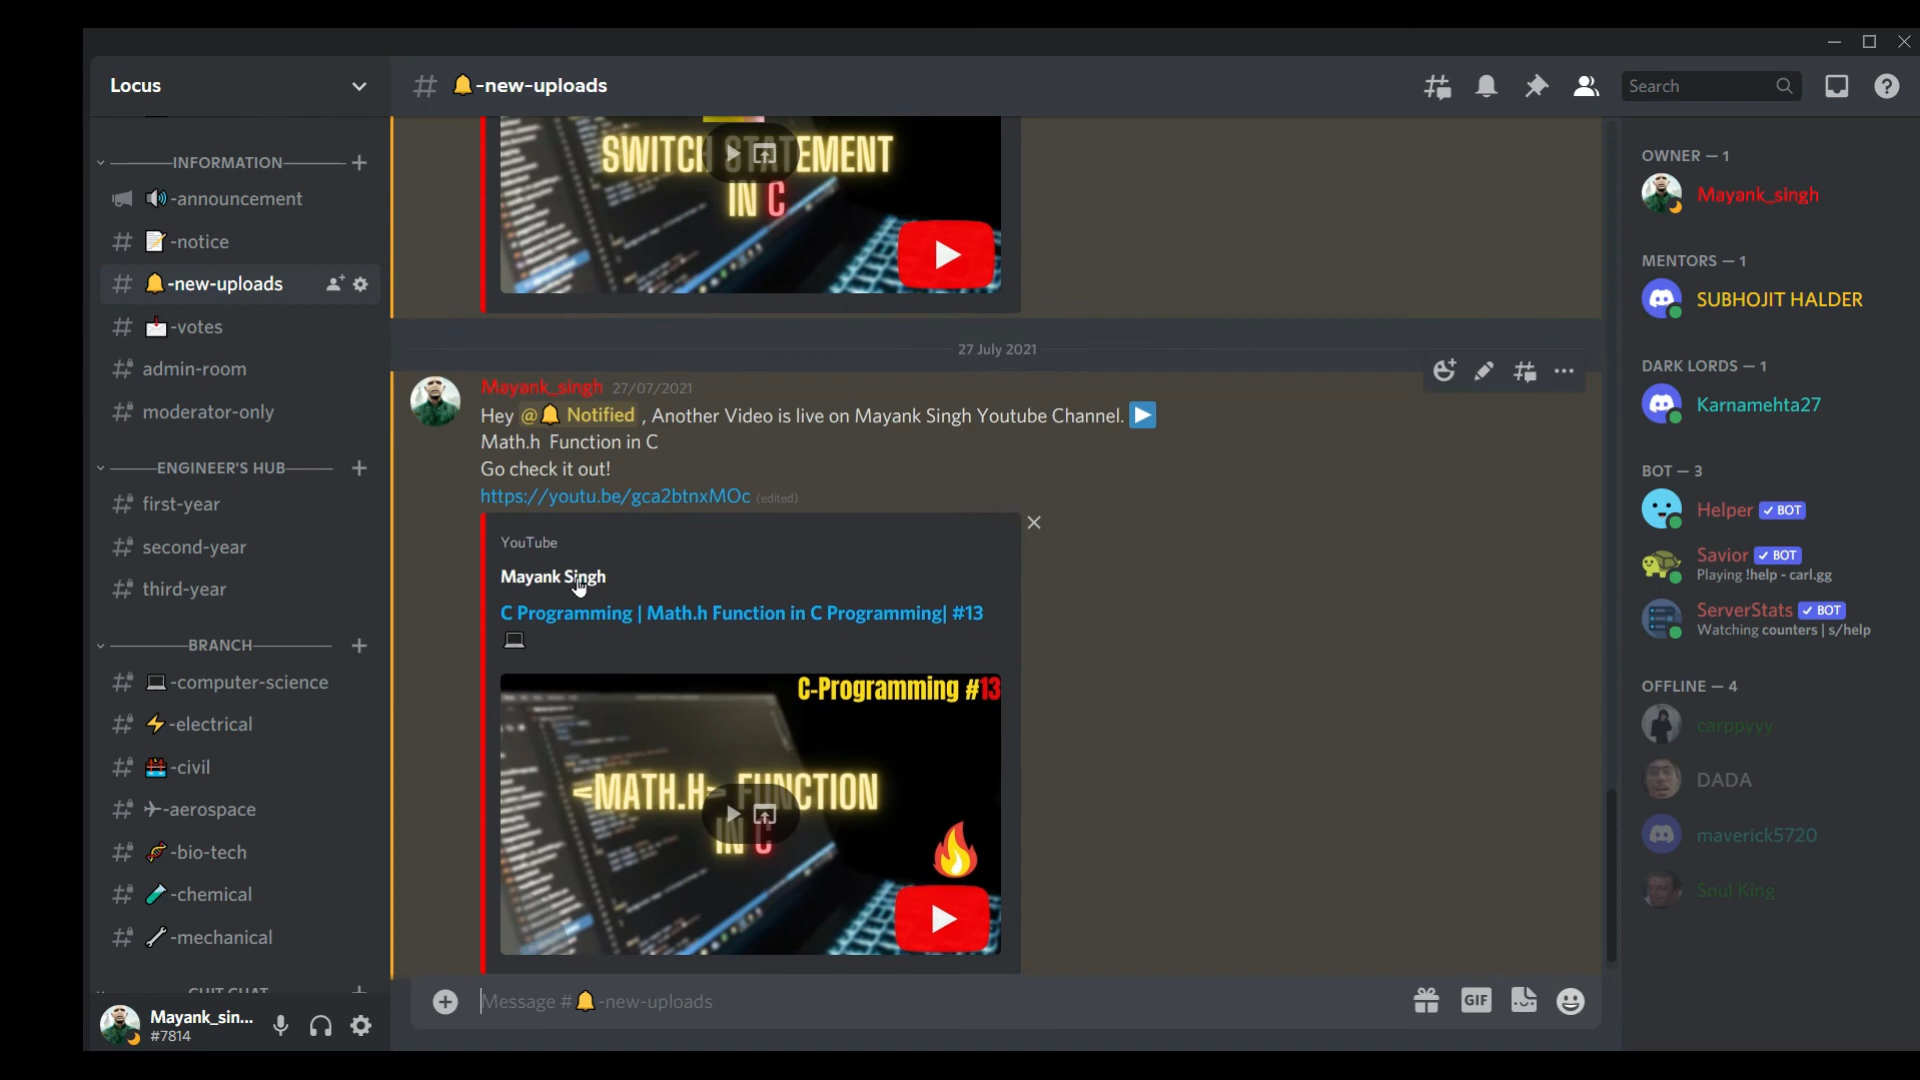 Locus
INFORMATION
-announcement
-notice
-new-uploads
-votes
admin-room
moderator-only
ENGINEER'S HUB
first-year
second-year
third-year
BRANCH
-computer-science
-electrical
-civil
-aerospace
-bio-tech
-chemical
-mechanical
CHIT CHAT
Mayank_sin...
#7814
-new-uploads
Search
SWITCH STATEMENT
IN C
27 July 2021
Mayank_singh 27/07/2021
Hey @🔔 Notified , Another Video is live on Mayank Singh Youtube Channel.
Math.h Function in C
Go check it out!
https://youtu.be/gca2btnxMOc (edited)
YouTube
Mayank Singh
C Programming | Math.h Function in C Programming| #13
C-Programming #13
<MATH.H> FUNCTION
IN C
Message #🔔-new-uploads
GIF
OWNER — 1
Mayank_singh
MENTORS — 1
SUBHOJIT HALDER
DARK LORDS — 1
Karnamehta27
BOT — 3
Helper ✓ BOT
Savior ✓ BOT
Playing !help - carl.gg
ServerStats ✓ BOT
Watching counters | s/help
OFFLINE — 4
carppyyy
DADA
maverick5720
Soul King